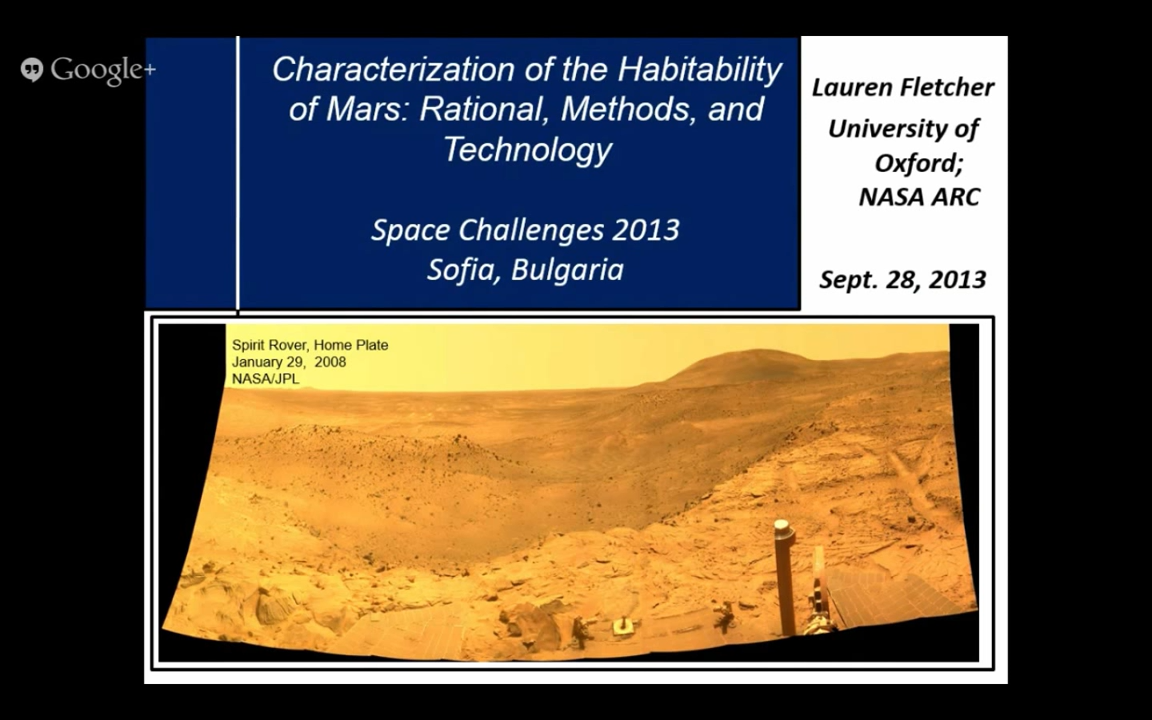 Google+
Characterization of the Habitability
of Mars: Rational, Methods, and
Technology
Space Challenges 2013
Sofia, Bulgaria
Lauren Fletcher
University of
Oxford;
NASA ARC
Sept. 28, 2013
Spirit Rover, Home Plate
January 29, 2008
NASA/JPL